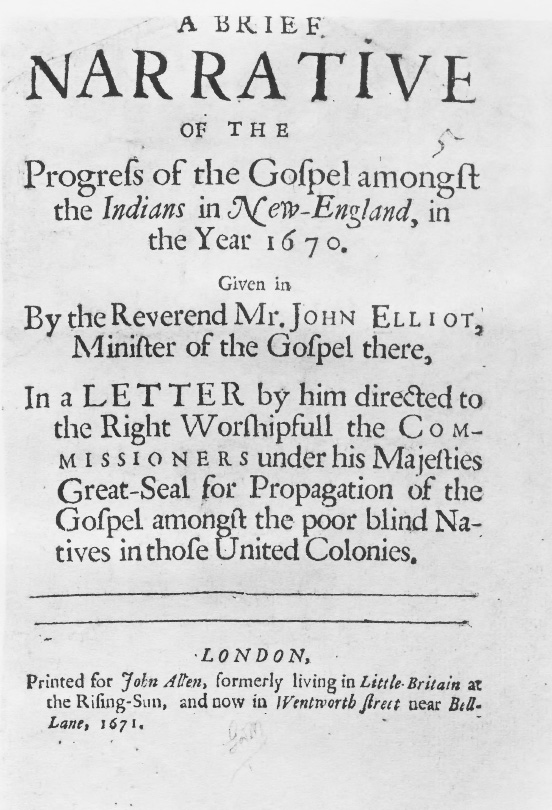 A BRIEF
NARRATIVE
OF THE
Progreſs of the Goſpel amongſt
the Indians in New-England, in
the Year 1670.
Given in
By the Reverend Mr. JOHN ELLIOT,
Miniſter of the Goſpel there,
In a LETTER by him directed to
the Right Worſhipfull the COM-
MISSIONERS under his Majeſties
Great-Seal for Propagation of the
Goſpel amongſt the poor blind Na-
tives in thoſe United Colonies.
LONDON,
Printed for John Allen, formerly living in Little-Britain at
the Riſing-Sun, and now in Wentworth ſtreet near Bell-
Lane, 1671.